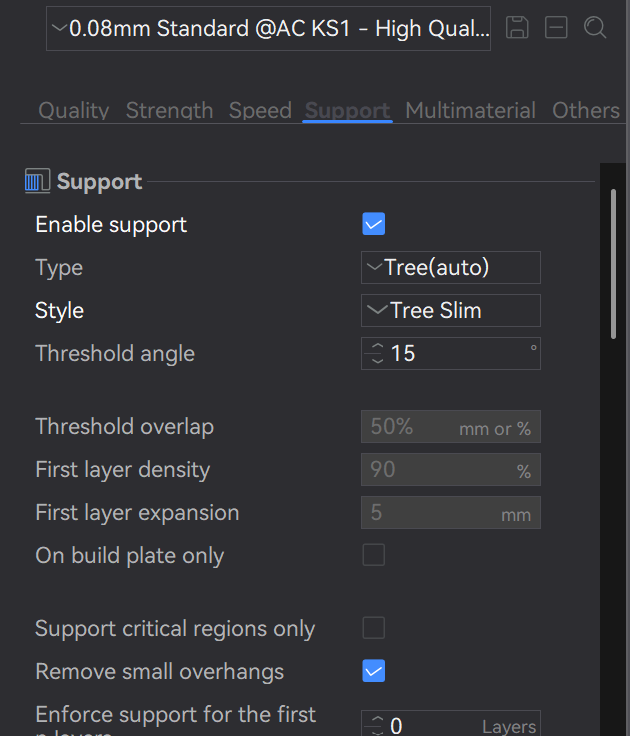 0.08mm Standard @AC KS1 - High Qual...
Quality Strength Speed Support Multimaterial Others
Support
Enable support
Type Tree(auto)
Style Tree Slim
Threshold angle 15 °
Threshold overlap 50% mm or %
First layer density 90 %
First layer expansion 5 mm
On build plate only
Support critical regions only
Remove small overhangs
Enforce support for the first 0 Layers
n layers